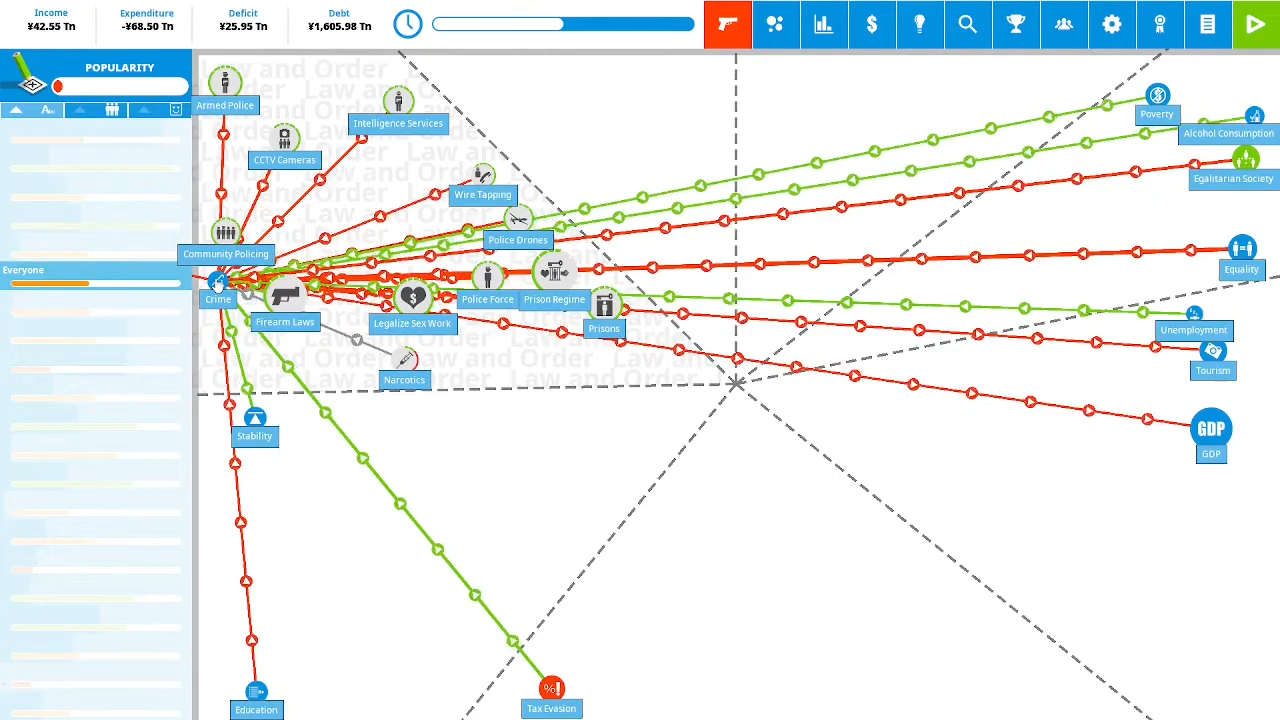 Income
Expenditure
Deficit
Debt
¥42.55 Tn
-¥68.50 Tn
¥25.95 Tn
¥1,605.98 Tn
POPULARITY
Everyone
Law and Order
Armed Police
Intelligence Services
CCTV Cameras
Wire Tapping
Community Policing
Police Drones
Crime
Firearm Laws
Legalize Sex Work
Police Force
Prison Regime
Prisons
Narcotics
Stability
Education
Tax Evasion
%!
Poverty
Alcohol Consumption
Egalitarian Society
Equality
Unemployment
Tourism
GDP
GDP